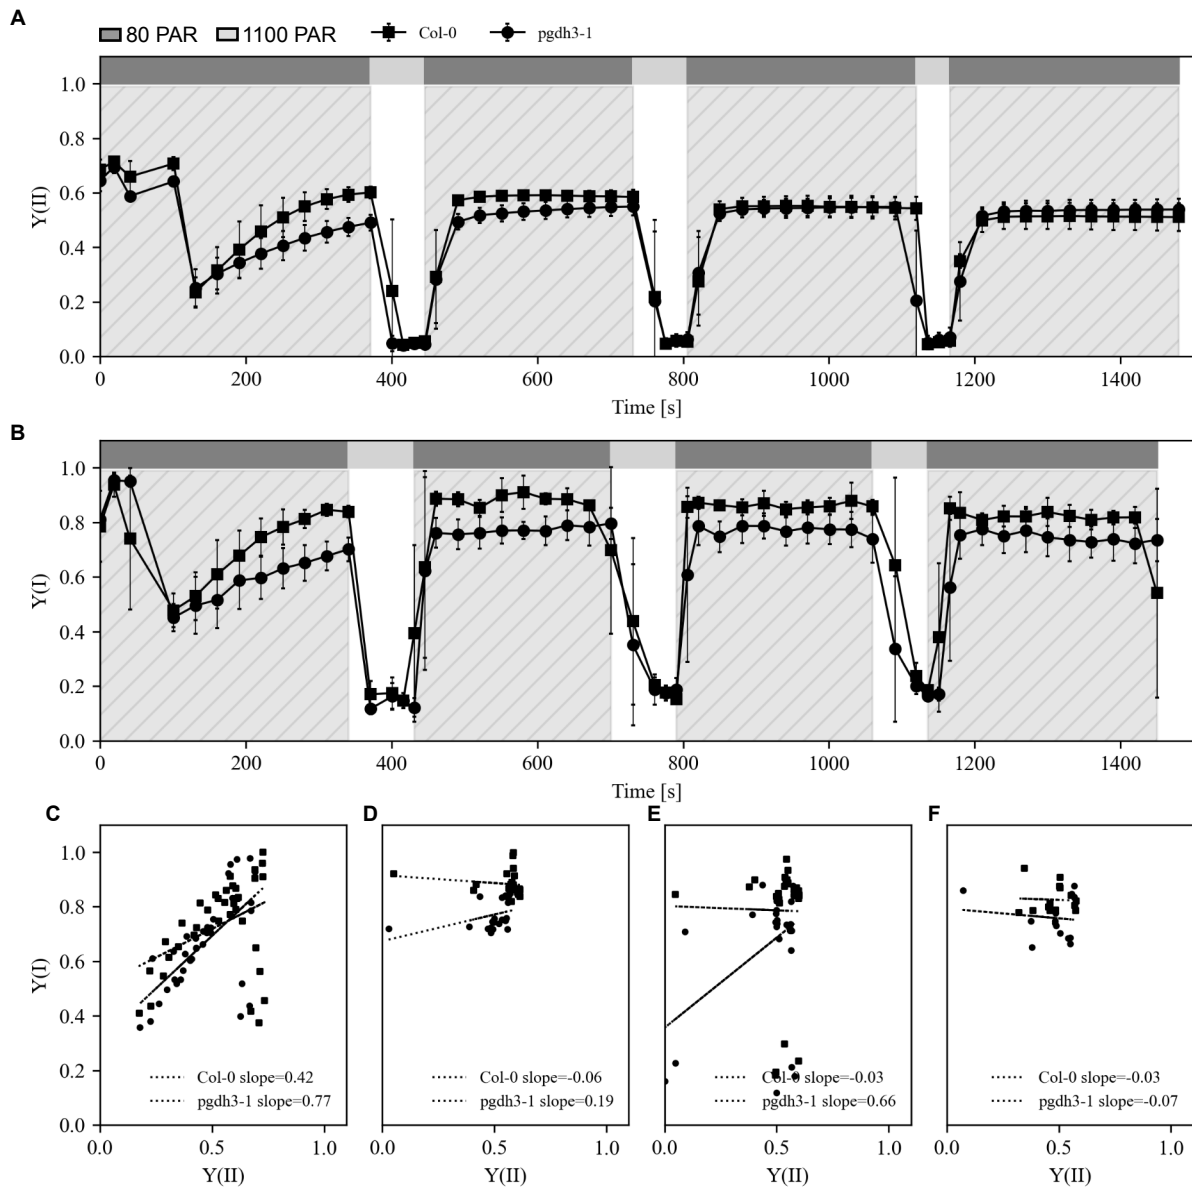 A
80 PAR 1100 PAR Col-0 pgdh3-1
1.0
0.8
0.6
0.4
0.2
0.0
Y(II)
0 200 400 600 800 1000 1200 1400
Time [s]
B
1.0
0.8
0.6
0.4
0.2
0.0
Y(I)
0 200 400 600 800 1000 1200 1400
Time [s]
C D E F
1.0
0.8
0.6
0.4
0.2
0.0
Y(I)
Col-0 slope=0.42
pgdh3-1 slope=0.77
Col-0 slope=-0.06
pgdh3-1 slope=0.19
Col-0 slope=-0.03
pgdh3-1 slope=0.66
Col-0 slope=-0.03
pgdh3-1 slope=-0.07
0.0 0.5 1.0 0.0 0.5 1.0 0.0 0.5 1.0 0.0 0.5 1.0
Y(II) Y(II) Y(II) Y(II)